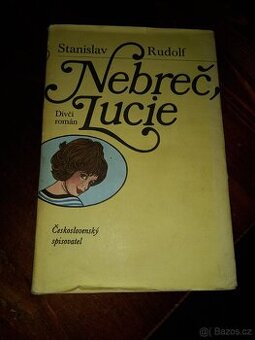 Stanislav Rudolf
Nebreč,
Lucie
Dívčí
román
Československý
spisovatel
Bazos.cz